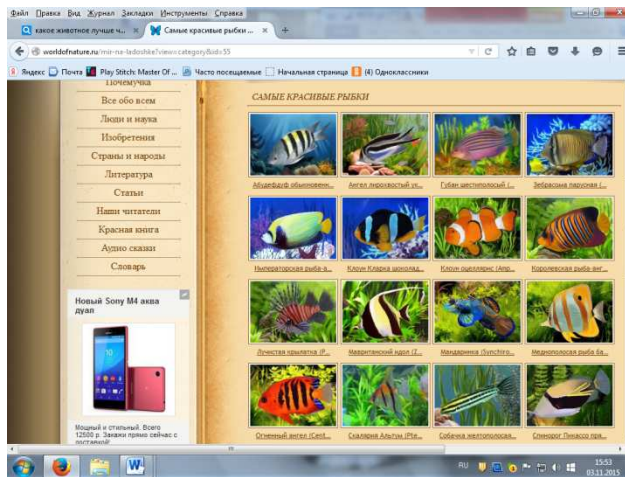 Файл Правка Вид Журнал Закладки Инструменты Справка
какое животное лучше ч...
Самые красивые рыбки ...
worldofnature.ru/mir-na-ladoshke?view=category&id=55
Яндекс Почта Play Stitch: Master Of ... Часто посещаемые Начальная страница (4) Одноклассники
Почемучка
Все обо всем
Люди и наука
Изобретения
Страны и народы
Литература
Статьи
Наши читатели
Красная книга
Аудио сказки
Словарь
Новый Sony M4 аква
дуал
Мощный и стильный. Всего
12500 р. Закажи прямо сейчас с
доставкой!
САМЫЕ КРАСИВЫЕ РЫБКИ
Абудефдуф обыкновенн... Ангел лирохвостый ук... Губан шестиполосый (... Зебрасома парусная (...
Императорская рыба-а... Клоун Кларка шоколад... Клоун оцеллярис (Amp... Королевская рыба-анг...
Лучистая крылатка (P... Мавританский идол (Z... Мандаринка (Synchiro... Меднополосая рыба ба...
Огненный ангел (Cent... Скалярия Альтум (Pte... Собачка желтополосая... Спинорог Пикассо пря...
RU
15:53
03.11.2015